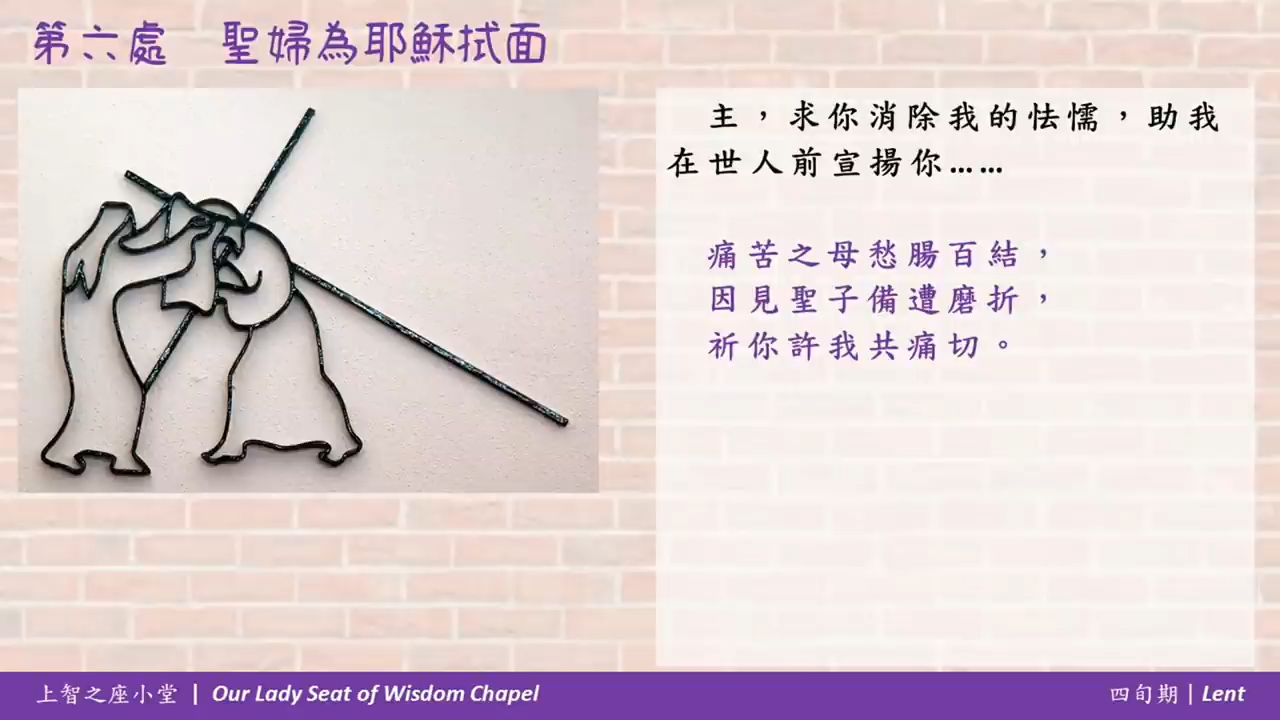 第六處　聖婦為耶穌拭面
主，求你消除我的怯懦，助我
在世人前宣揚你……
痛苦之母愁腸百結，
因見聖子備遭磨折，
祈你許我共痛切。
上智之座小堂 | Our Lady Seat of Wisdom Chapel
四旬期 | Lent